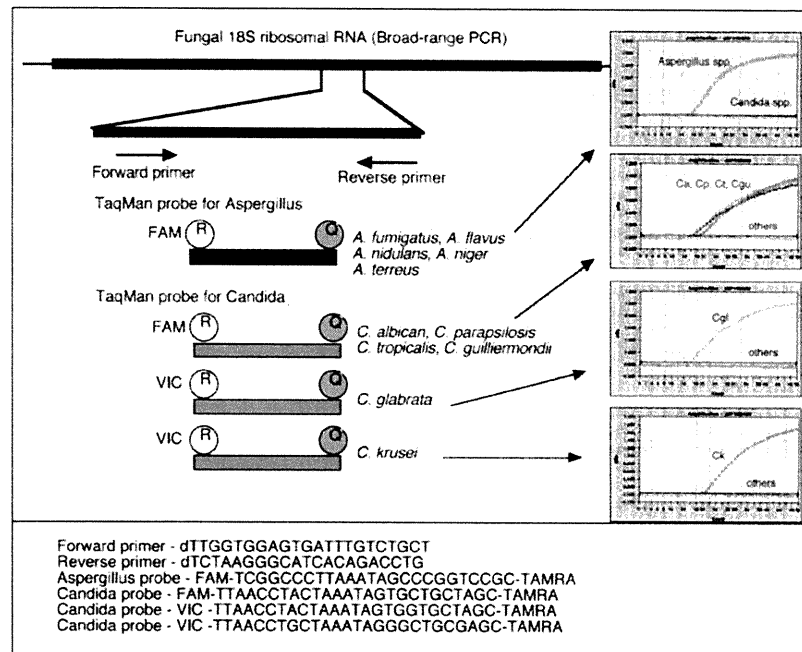 Fungal 18S ribosomal RNA (Broad-range PCR)
Forward primer
Reverse primer
TaqMan probe for Aspergillus
FAM
R
Q
A. fumigatus, A. flavus
A. nidulans, A. niger
A. terreus
TaqMan probe for Candida
FAM
R
Q
C. albican, C. parapsilosis
C. tropicalis, C. guilliermondii
VIC
R
Q
C. glabrata
VIC
R
Q
C. krusei
Aspergillus spp.
Candida spp.
Ca, Cp, Ct, Cgu
others
Cgl
others
Ck
others
Forward primer - dTTGGTGGAGTGATTTGTCTGCT
Reverse primer - dTCTAAGGGCATCACAGACCTG
Aspergillus probe - FAM-TCGGCCCTTAAATAGCCCGGTCCGC-TAMRA
Candida probe - FAM-TTAACCTACTAAATAGTGCTGCTAGC-TAMRA
Candida probe - VIC -TTAACCTACTAAATAGTGGTGCTAGC-TAMRA
Candida probe - VIC -TTAACCTGCTAAATAGGGCTGCGAGC-TAMRA